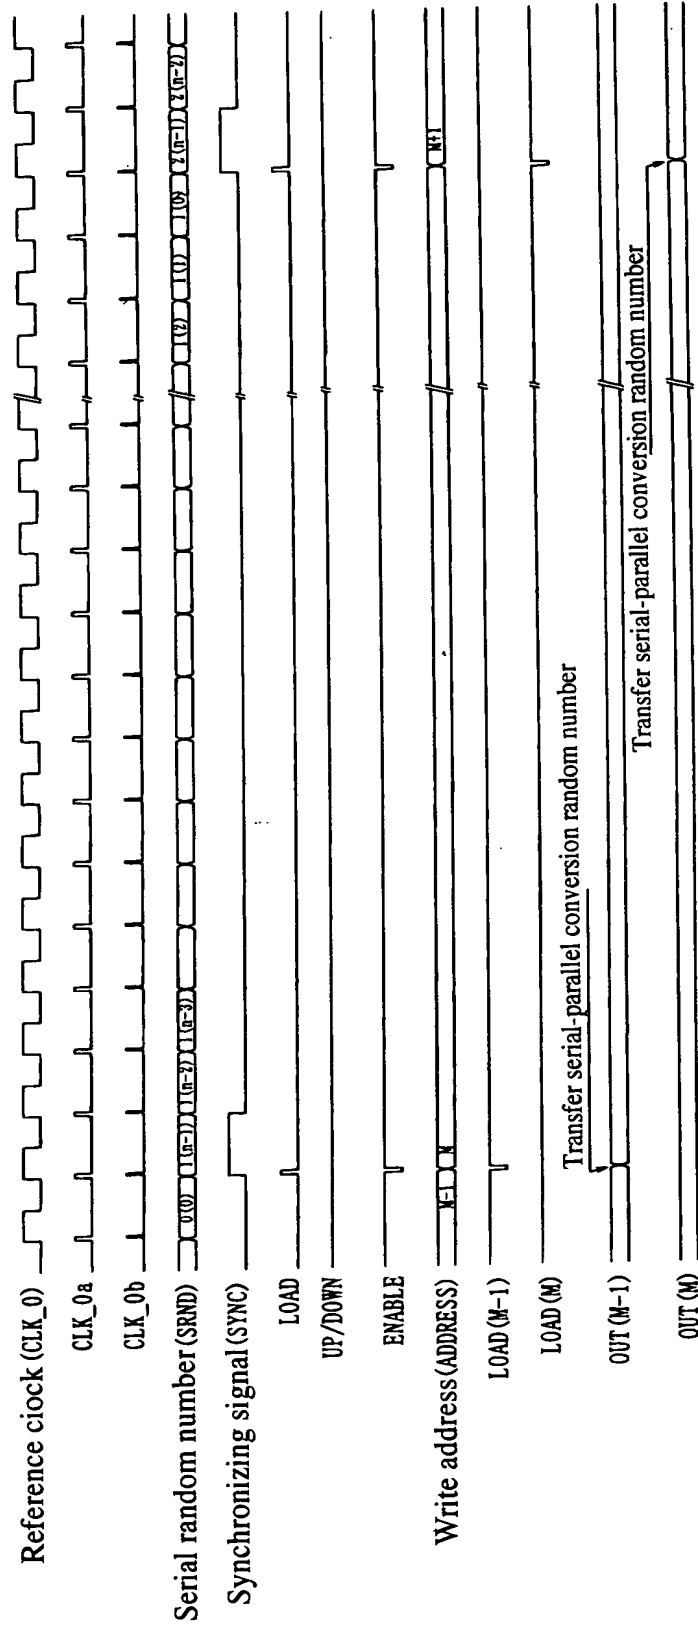 Reference ciock (CLK_0)
CLK_0a
CLK_0b
Serial random number (SRND)
0(0) 1(n-1) 1(n-2) 1(n-3) 1(2) 1(1) 1(0) 2(n-1) 2(n-2)
Synchronizing signal (SYNC)
LOAD
UP/DOWN
ENABLE
Write address (ADDRESS)
M-1 M M+1
LOAD (M-1)
LOAD (M)
Transfer serial-parallel conversion random number
OUT (M-1)
Transfer serial-parallel conversion random number
OUT (M)